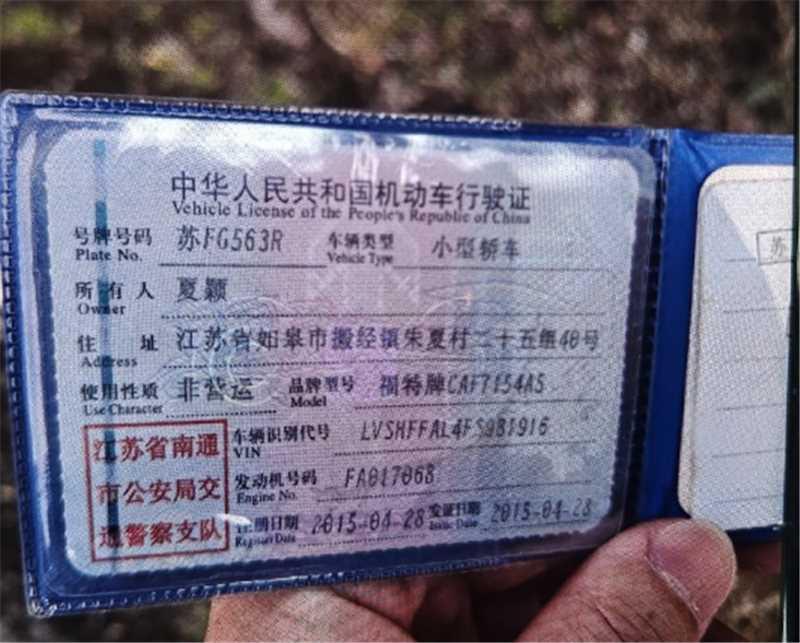 中华人民共和国机动车行驶证
Vehicle License of the People's Republic of China
号牌号码 苏FG563R 车辆类型 小型轿车
Plate No. Vehicle Type
所有人 夏颖
Owner
住址 江苏省如皋市搬经镇朱夏村二十五组40号
Address
使用性质 非营运 品牌型号 福特牌CAF7154A5
Use Character Model
江苏省南通
市公安局交
通警察支队
车辆识别代号
VIN
发动机号码 FA017068
Engine No.
注册日期 2015-04-28 发证日期 2015-04-28
Register Date Issue Date
苏